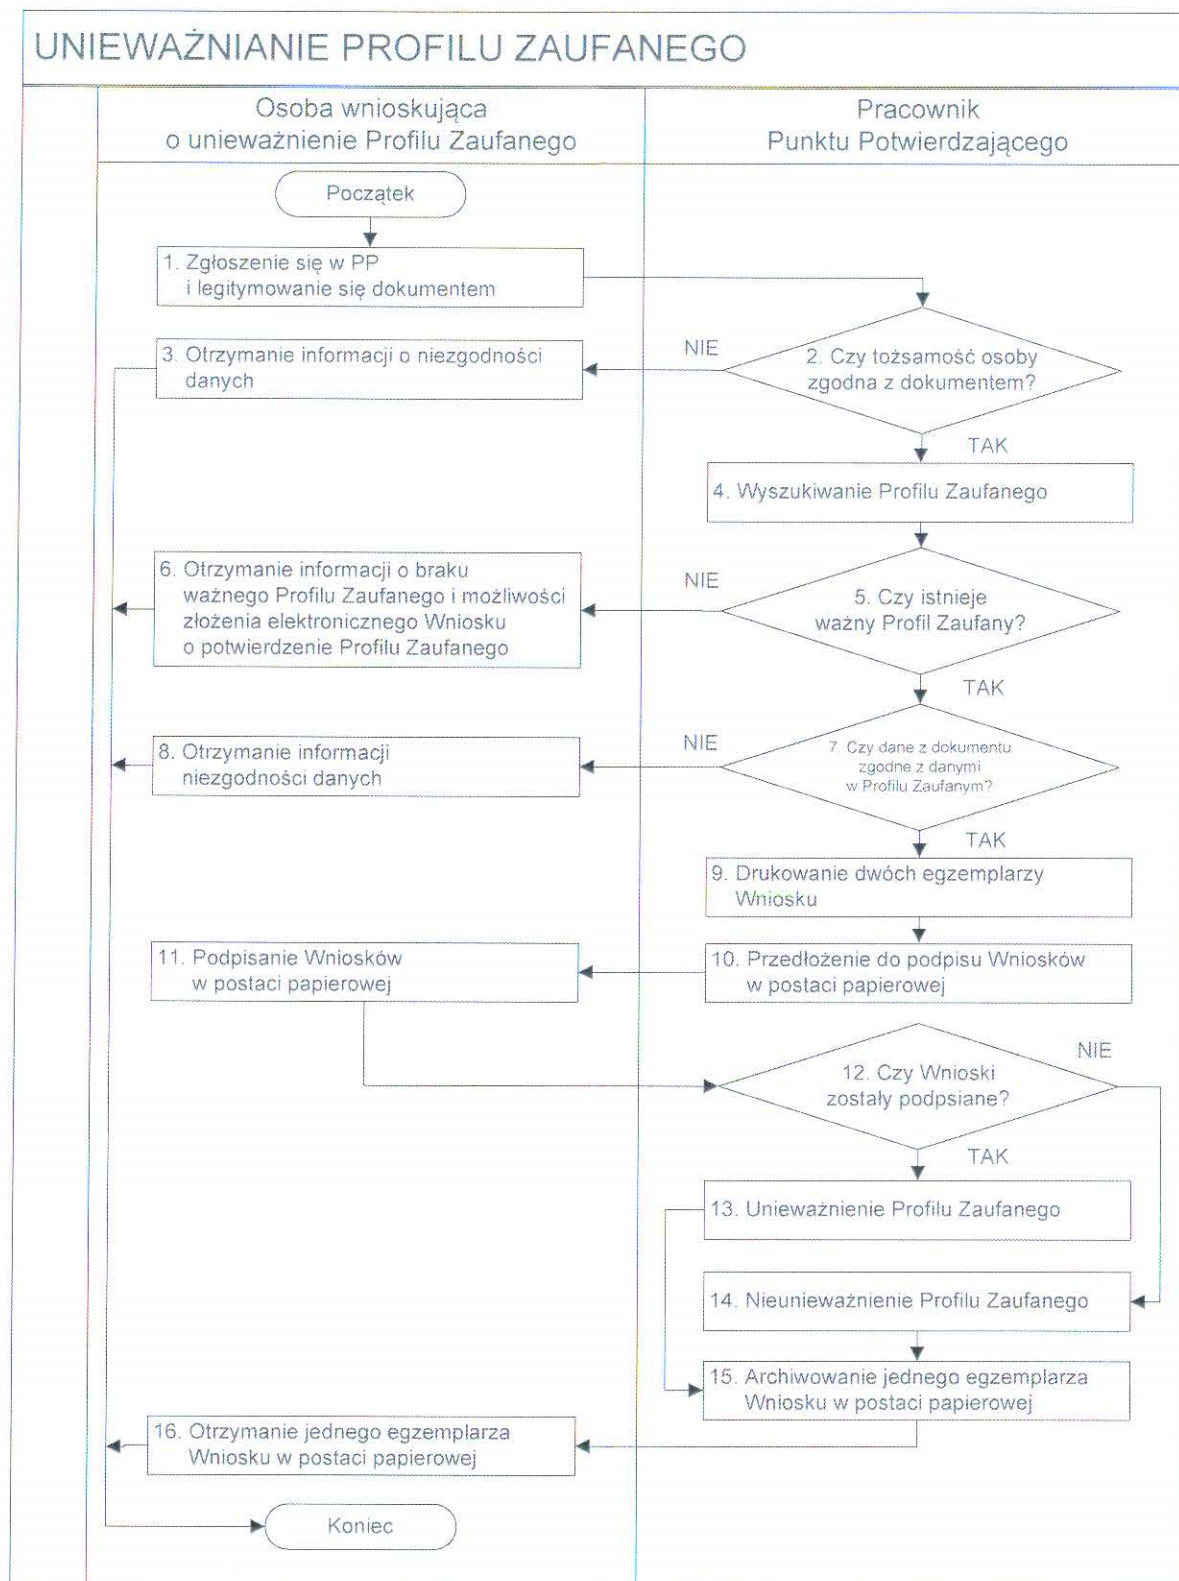 UNIEWAŻNIANIE PROFILU ZAUFANEGO
Osoba wnioskująca
o unieważnienie Profilu Zaufanego
Pracownik
Punktu Potwierdzającego
Początek
1. Zgłoszenie się w PP
i legitymowanie się dokumentem
NIE
2. Czy tożsamość osoby
zgodna z dokumentem?
3. Otrzymanie informacji o niezgodności
danych
TAK
4. Wyszukiwanie Profilu Zaufanego
NIE
5. Czy istnieje
ważny Profil Zaufany?
6. Otrzymanie informacji o braku
ważnego Profilu Zaufanego i możliwości
złożenia elektronicznego Wniosku
o potwierdzenie Profilu Zaufanego
TAK
NIE
7. Czy dane z dokumentu
zgodne z danymi
w Profilu Zaufanym?
8. Otrzymanie informacji
niezgodności danych
TAK
9. Drukowanie dwóch egzemplarzy
Wniosku
10. Przedłożenie do podpisu Wniosków
w postaci papierowej
11. Podpisanie Wniosków
w postaci papierowej
NIE
12. Czy Wnioski
zostały podpsiane?
TAK
13. Unieważnienie Profilu Zaufanego
14. Nieunieważnienie Profilu Zaufanego
15. Archiwowanie jednego egzemplarza
Wniosku w postaci papierowej
16. Otrzymanie jednego egzemplarza
Wniosku w postaci papierowej
Koniec